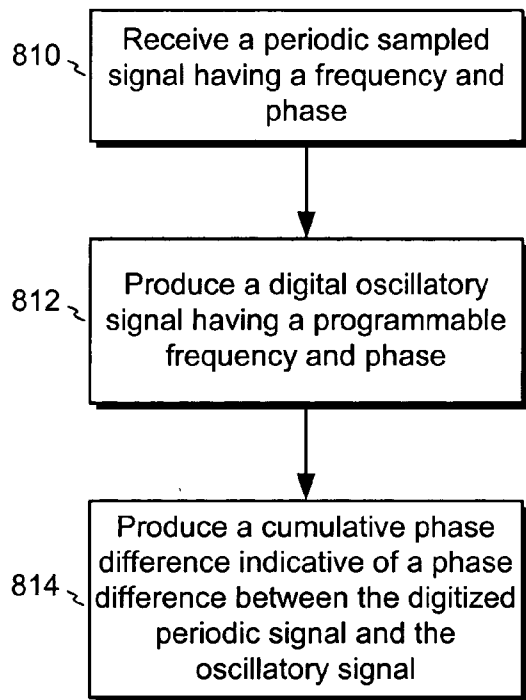 810
Receive a periodic sampled
signal having a frequency and
phase
812
Produce a digital oscillatory
signal having a programmable
frequency and phase
814
Produce a cumulative phase
difference indicative of a phase
difference between the digitized
periodic signal and the
oscillatory signal